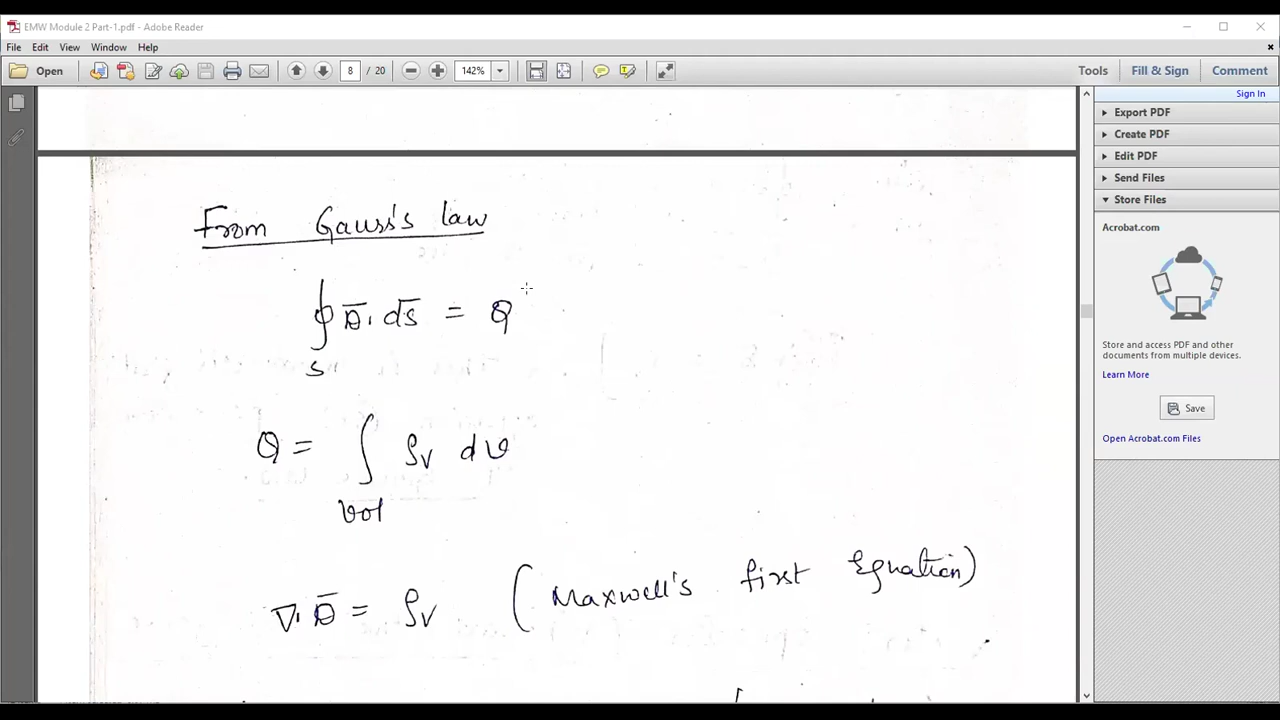 EMW Module 2 Part-1.pdf - Adobe Reader
File Edit View Window Help
Open 8 / 20 142% Tools Fill & Sign Comment
Sign In
Export PDF
Create PDF
Edit PDF
Send Files
Store Files
Acrobat.com
Store and access PDF and other
documents from multiple devices.
Learn More
Save
Open Acrobat.com Files
From Gauss's law
∮ D̅. ds̅ = Q
s
Q = ∫ ρv dv
vol
∇. D̅ = ρv (Maxwell's first Equation)